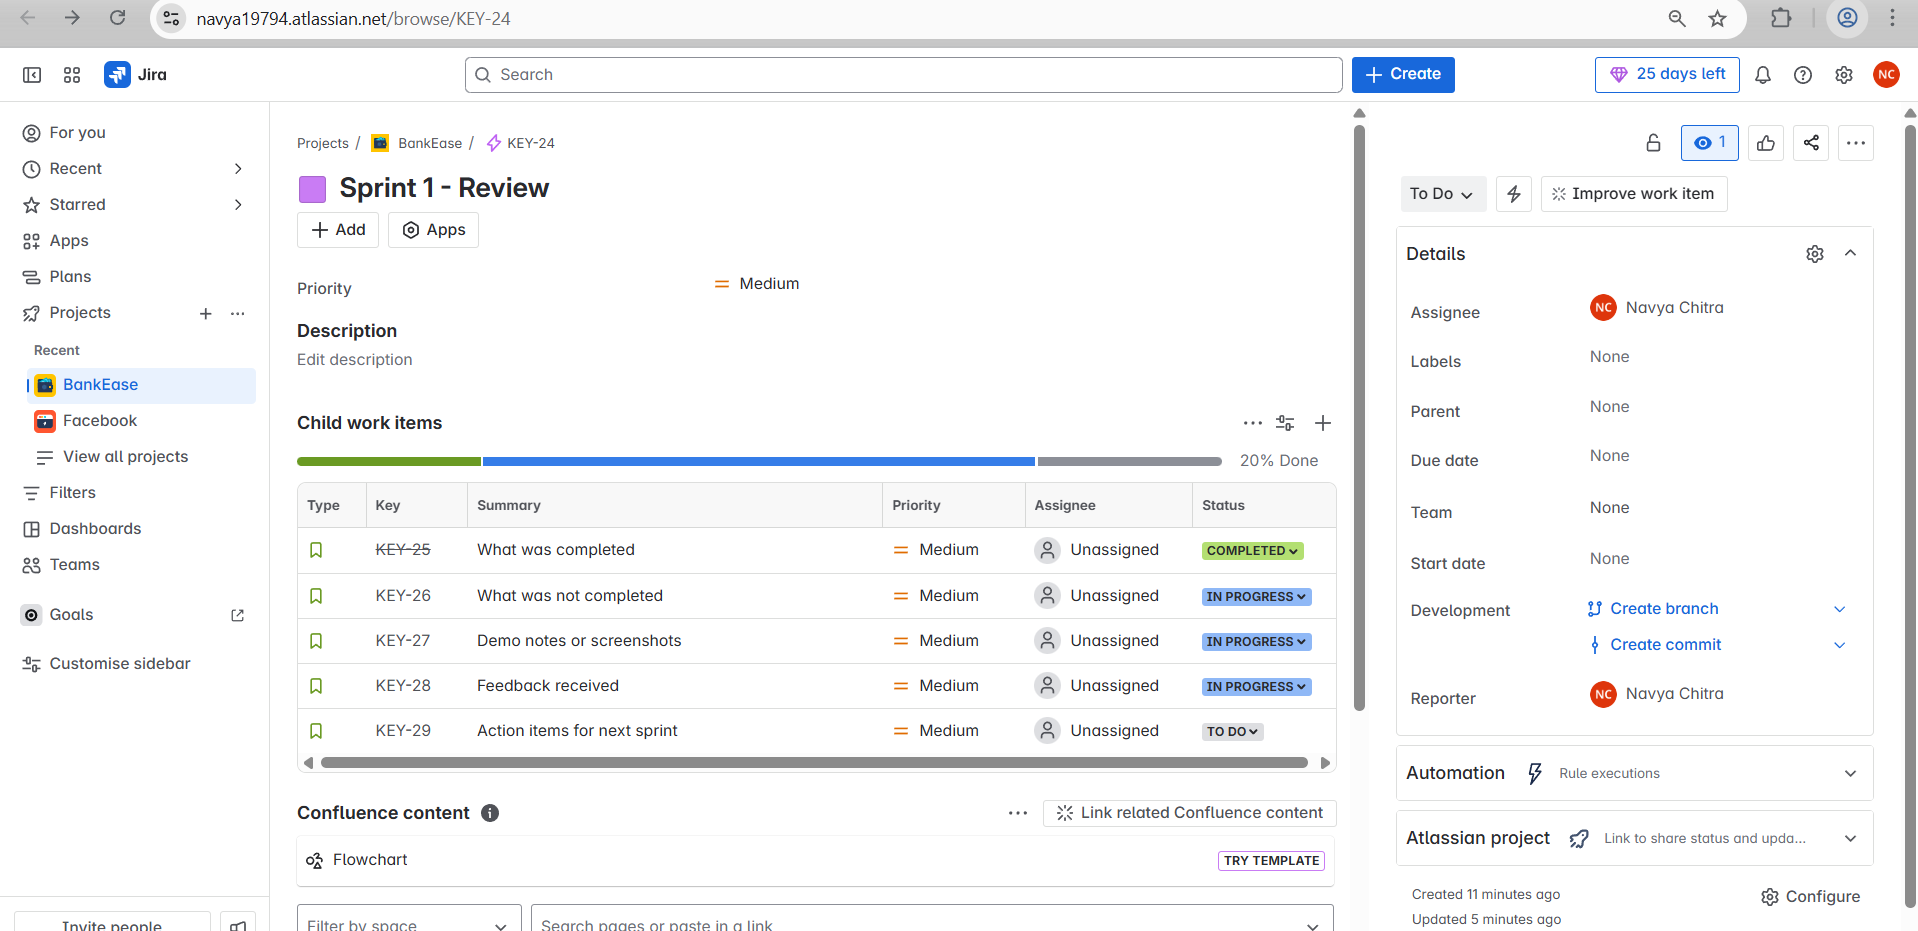 navya19794.atlassian.net/browse/KEY-24
Jira
Search
Create
25 days left
NC
For you
Recent
Starred
Apps
Plans
Projects
Recent
BankEase
Facebook
View all projects
Filters
Dashboards
Teams
Goals
Customise sidebar
Invite people
Projects / BankEase / KEY-24
Sprint 1 - Review
Add
Apps
Priority
Medium
Description
Edit description
Child work items
20% Done
Type Key Summary Priority Assignee Status
KEY-25 What was completed Medium Unassigned COMPLETED
KEY-26 What was not completed Medium Unassigned IN PROGRESS
KEY-27 Demo notes or screenshots Medium Unassigned IN PROGRESS
KEY-28 Feedback received Medium Unassigned IN PROGRESS
KEY-29 Action items for next sprint Medium Unassigned TO DO
Confluence content
Link related Confluence content
Flowchart
TRY TEMPLATE
Filter by space
Search pages or paste in a link
1
To Do
Improve work item
Details
Assignee
NC Navya Chitra
Labels
None
Parent
None
Due date
None
Team
None
Start date
None
Development
Create branch
Create commit
Reporter
NC Navya Chitra
Automation
Rule executions
Atlassian project
Link to share status and upda...
Created 11 minutes ago
Updated 5 minutes ago
Configure